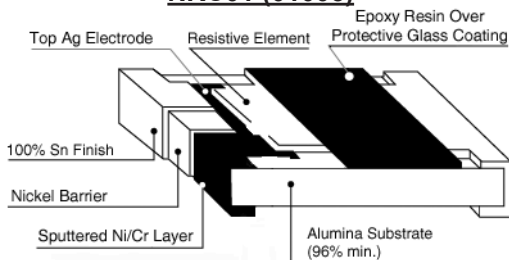 Epoxy Resin Over
Protective Glass Coating
Top Ag Electrode
Resistive Element
100% Sn Finish
Nickel Barrier
Sputtered Ni/Cr Layer
Alumina Substrate
(96% min.)